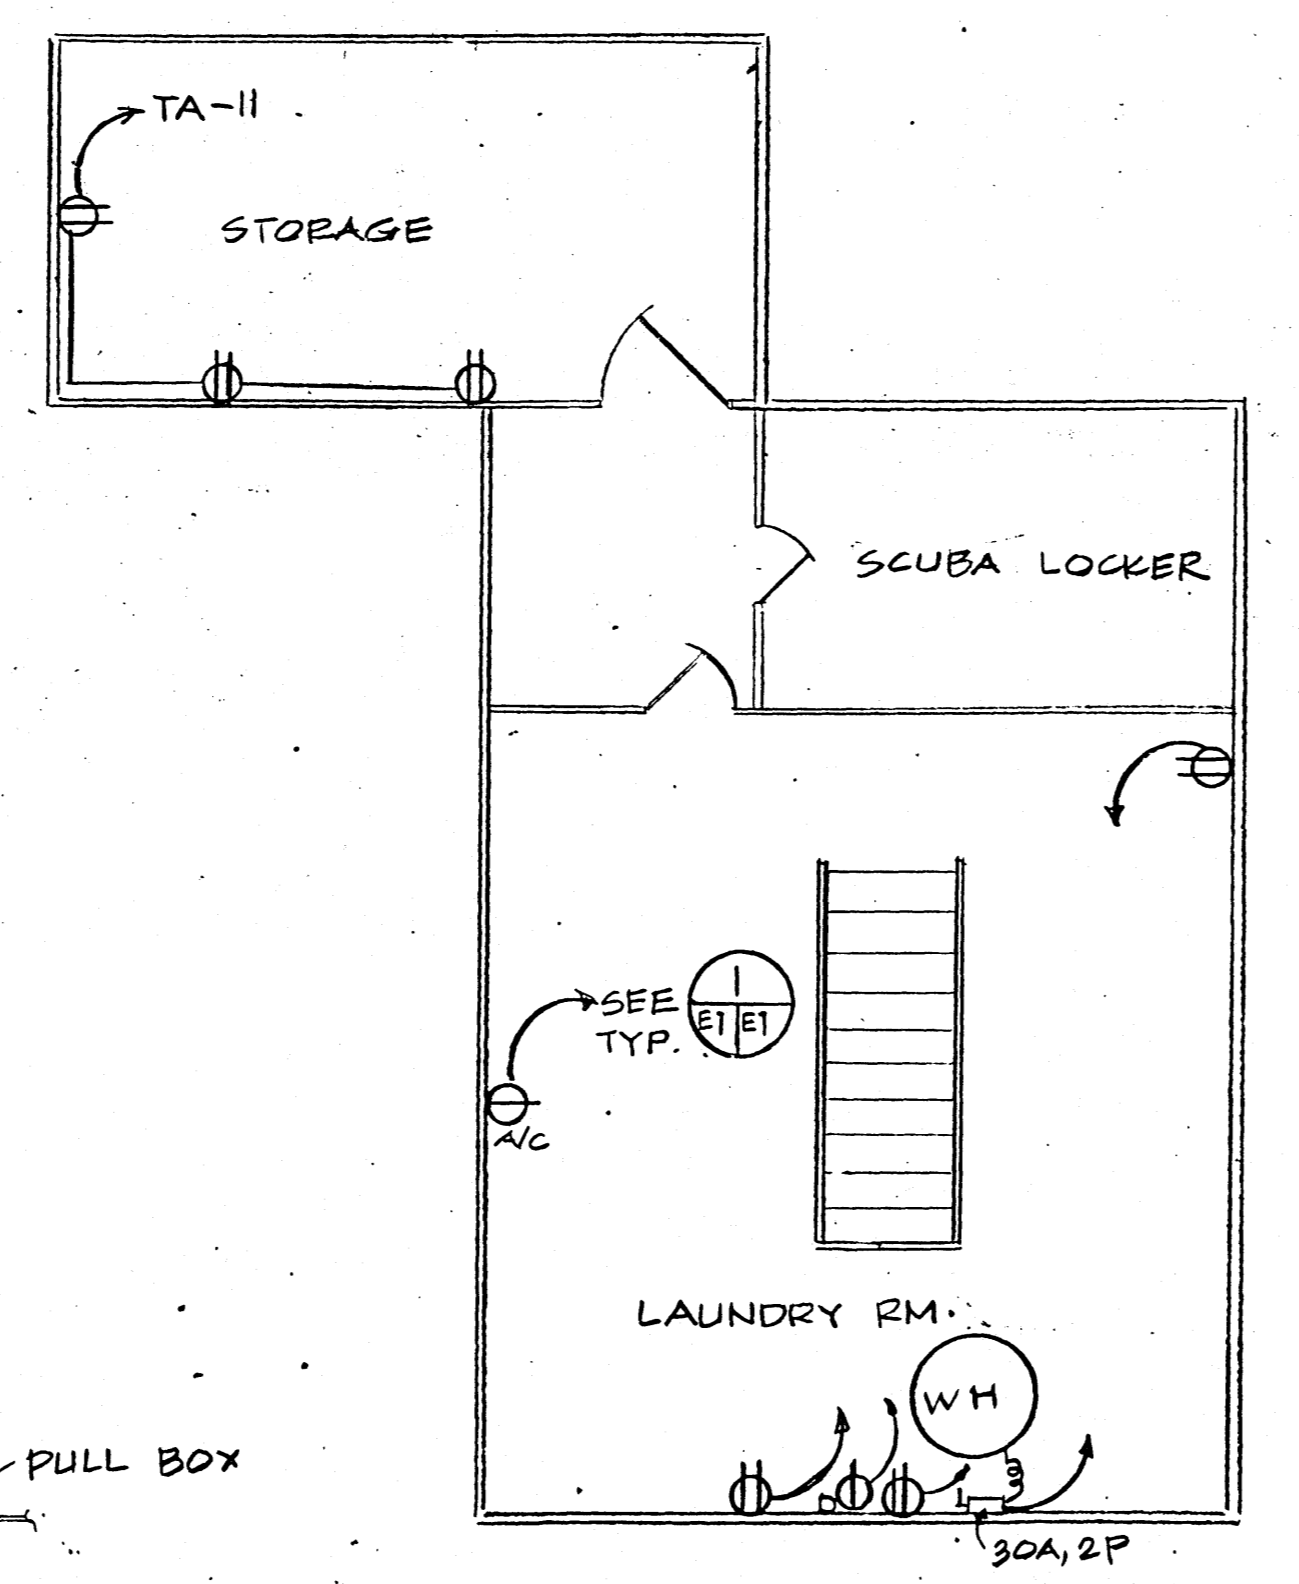 TA-11
STORAGE
SCUBA LOCKER
SEE
TYP.
1
E1 E1
A/C
LAUNDRY RM.
WH
PULL BOX
D
30A, 2P